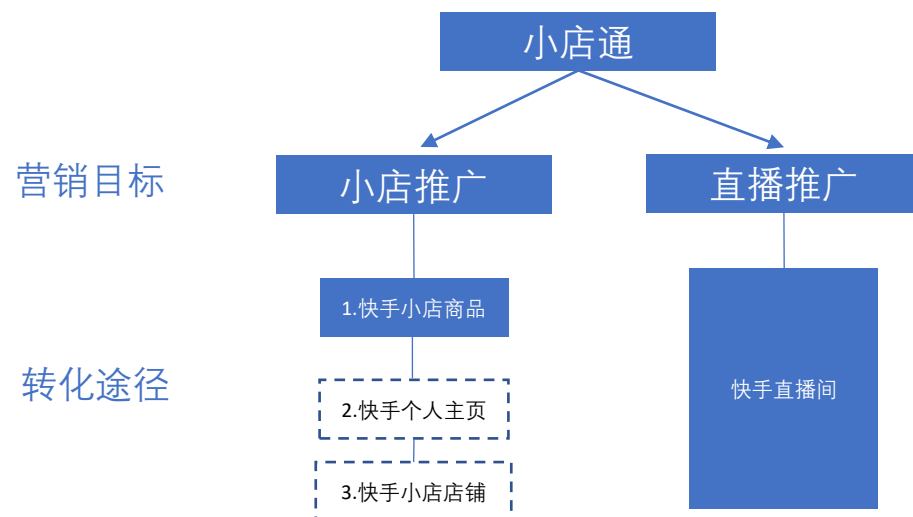 小店通
营销目标
小店推广
直播推广
1.快手小店商品
转化途径
2.快手个人主页
快手直播间
3.快手小店店铺